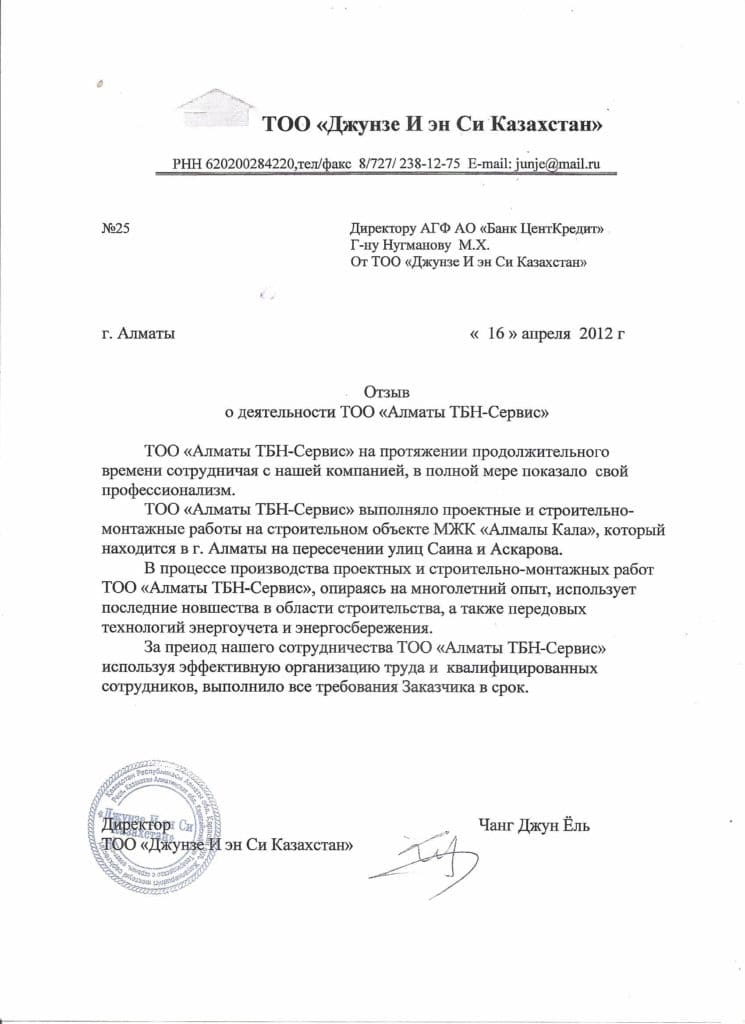 ТОО «Джунзе И эн Си Казахстан»
РНН 620200284220,тел/факс 8/727/ 238-12-75 E-mail: junje@mail.ru
№25
Директору АГФ АО «Банк ЦентКредит»
Г-ну Нугманову М.Х.
От ТОО «Джунзе И эн Си Казахстан»
г. Алматы
« 16 » апреля 2012 г
Отзыв
о деятельности ТОО «Алматы ТБН-Сервис»
ТОО «Алматы ТБН-Сервис» на протяжении продолжительного
времени сотрудничая с нашей компанией, в полной мере показало свой
профессионализм.
ТОО «Алматы ТБН-Сервис» выполняло проектные и строительно-
монтажные работы на строительном объекте МЖК «Алмалы Кала», который
находится в г. Алматы на пересечении улиц Саина и Аскарова.
В процессе производства проектных и строительно-монтажных работ
ТОО «Алматы ТБН-Сервис», опираясь на многолетний опыт, использует
последние новшества в области строительства, а также передовых
технологий энергоучета и энергосбережения.
За преиод нашего сотрудничества ТОО «Алматы ТБН-Сервис»
используя эффективную организацию труда и квалифицированных
сотрудников, выполнило все требования Заказчика в срок.
«Джунзе И эн Си
Казахстан»
Директор
Чанг Джун Ёль
ТОО «Джунзе И эн Си Казахстан»